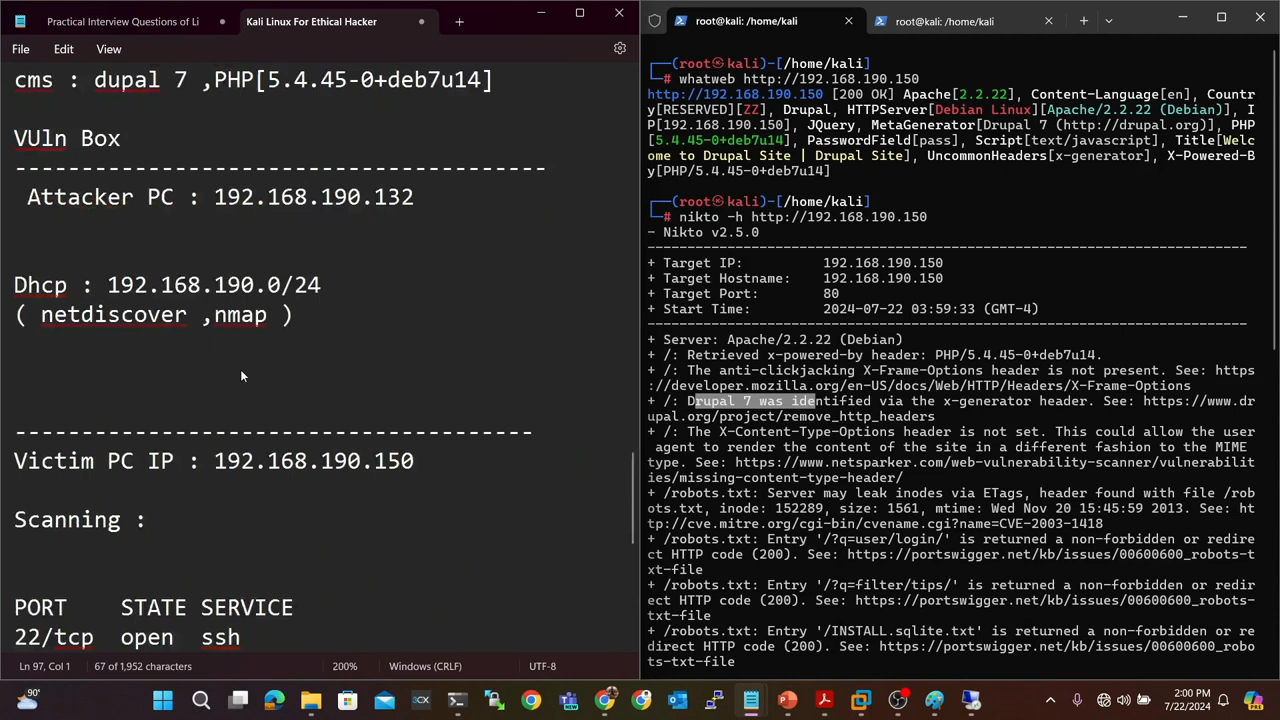 Practical Interview Questions of Li
Kali Linux For Ethical Hacker
File Edit View
cms : dupal 7 ,PHP[5.4.45-0+deb7u14]
VUln Box
----------------------------------------
Attacker PC : 192.168.190.132
Dhcp : 192.168.190.0/24
( netdiscover ,nmap )
---------------------------------------
Victim PC IP : 192.168.190.150
Scanning :
PORT STATE SERVICE
22/tcp open ssh
Ln 97, Col 1 67 of 1,952 characters 200% Windows (CRLF) UTF-8
root@kali: /home/kali
root@kali: /home/kali
┌──(root㉿kali)-[/home/kali]
└─# whatweb http://192.168.190.150
http://192.168.190.150 [200 OK] Apache[2.2.22], Content-Language[en], Countr
y[RESERVED][ZZ], Drupal, HTTPServer[Debian Linux][Apache/2.2.22 (Debian)], I
P[192.168.190.150], JQuery, MetaGenerator[Drupal 7 (http://drupal.org)], PHP
[5.4.45-0+deb7u14], PasswordField[pass], Script[text/javascript], Title[Welc
ome to Drupal Site | Drupal Site], UncommonHeaders[x-generator], X-Powered-B
y[PHP/5.4.45-0+deb7u14]
┌──(root㉿kali)-[/home/kali]
└─# nikto -h http://192.168.190.150
- Nikto v2.5.0
---------------------------------------------------------------------------
+ Target IP: 192.168.190.150
+ Target Hostname: 192.168.190.150
+ Target Port: 80
+ Start Time: 2024-07-22 03:59:33 (GMT-4)
---------------------------------------------------------------------------
+ Server: Apache/2.2.22 (Debian)
+ /: Retrieved x-powered-by header: PHP/5.4.45-0+deb7u14.
+ /: The anti-clickjacking X-Frame-Options header is not present. See: https
://developer.mozilla.org/en-US/docs/Web/HTTP/Headers/X-Frame-Options
+ /: Drupal 7 was identified via the x-generator header. See: https://www.dr
upal.org/project/remove_http_headers
+ /: The X-Content-Type-Options header is not set. This could allow the user
agent to render the content of the site in a different fashion to the MIME
type. See: https://www.netsparker.com/web-vulnerability-scanner/vulnerabilit
ies/missing-content-type-header/
+ /robots.txt: Server may leak inodes via ETags, header found with file /rob
ots.txt, inode: 152289, size: 1561, mtime: Wed Nov 20 15:45:59 2013. See: ht
tp://cve.mitre.org/cgi-bin/cvename.cgi?name=CVE-2003-1418
+ /robots.txt: Entry '/?q=user/login/' is returned a non-forbidden or redire
ct HTTP code (200). See: https://portswigger.net/kb/issues/00600600_robots-t
xt-file
+ /robots.txt: Entry '/?q=filter/tips/' is returned a non-forbidden or redir
ect HTTP code (200). See: https://portswigger.net/kb/issues/00600600_robots-
txt-file
+ /robots.txt: Entry '/INSTALL.sqlite.txt' is returned a non-forbidden or re
direct HTTP code (200). See: https://portswigger.net/kb/issues/00600600_robo
ts-txt-file
90°
2:00 PM
7/22/2024